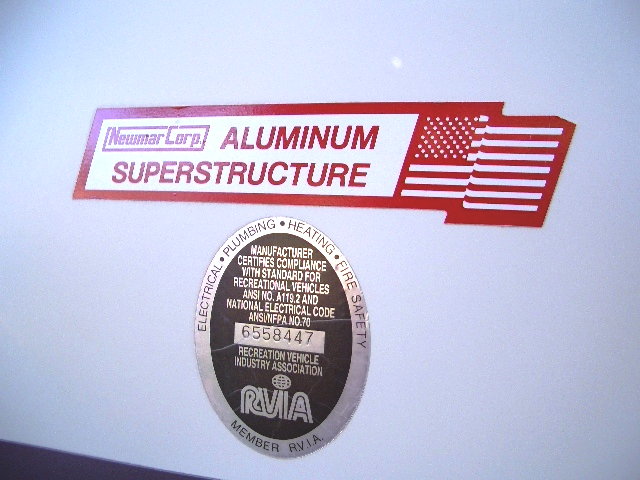 Newmar Corp. ALUMINUM
SUPERSTRUCTURE
ELECTRICAL • PLUMBING • HEATING • FIRE SAFETY
MANUFACTURER
CERTIFIES COMPLIANCE
WITH STANDARD FOR
RECREATIONAL VEHICLES
ANSI NO. A119.2 AND
NATIONAL ELECTRICAL CODE
ANSI/NFPA NO. 70
6558447
RECREATION VEHICLE
INDUSTRY ASSOCIATION
RVIA
MEMBER R.V.I.A.